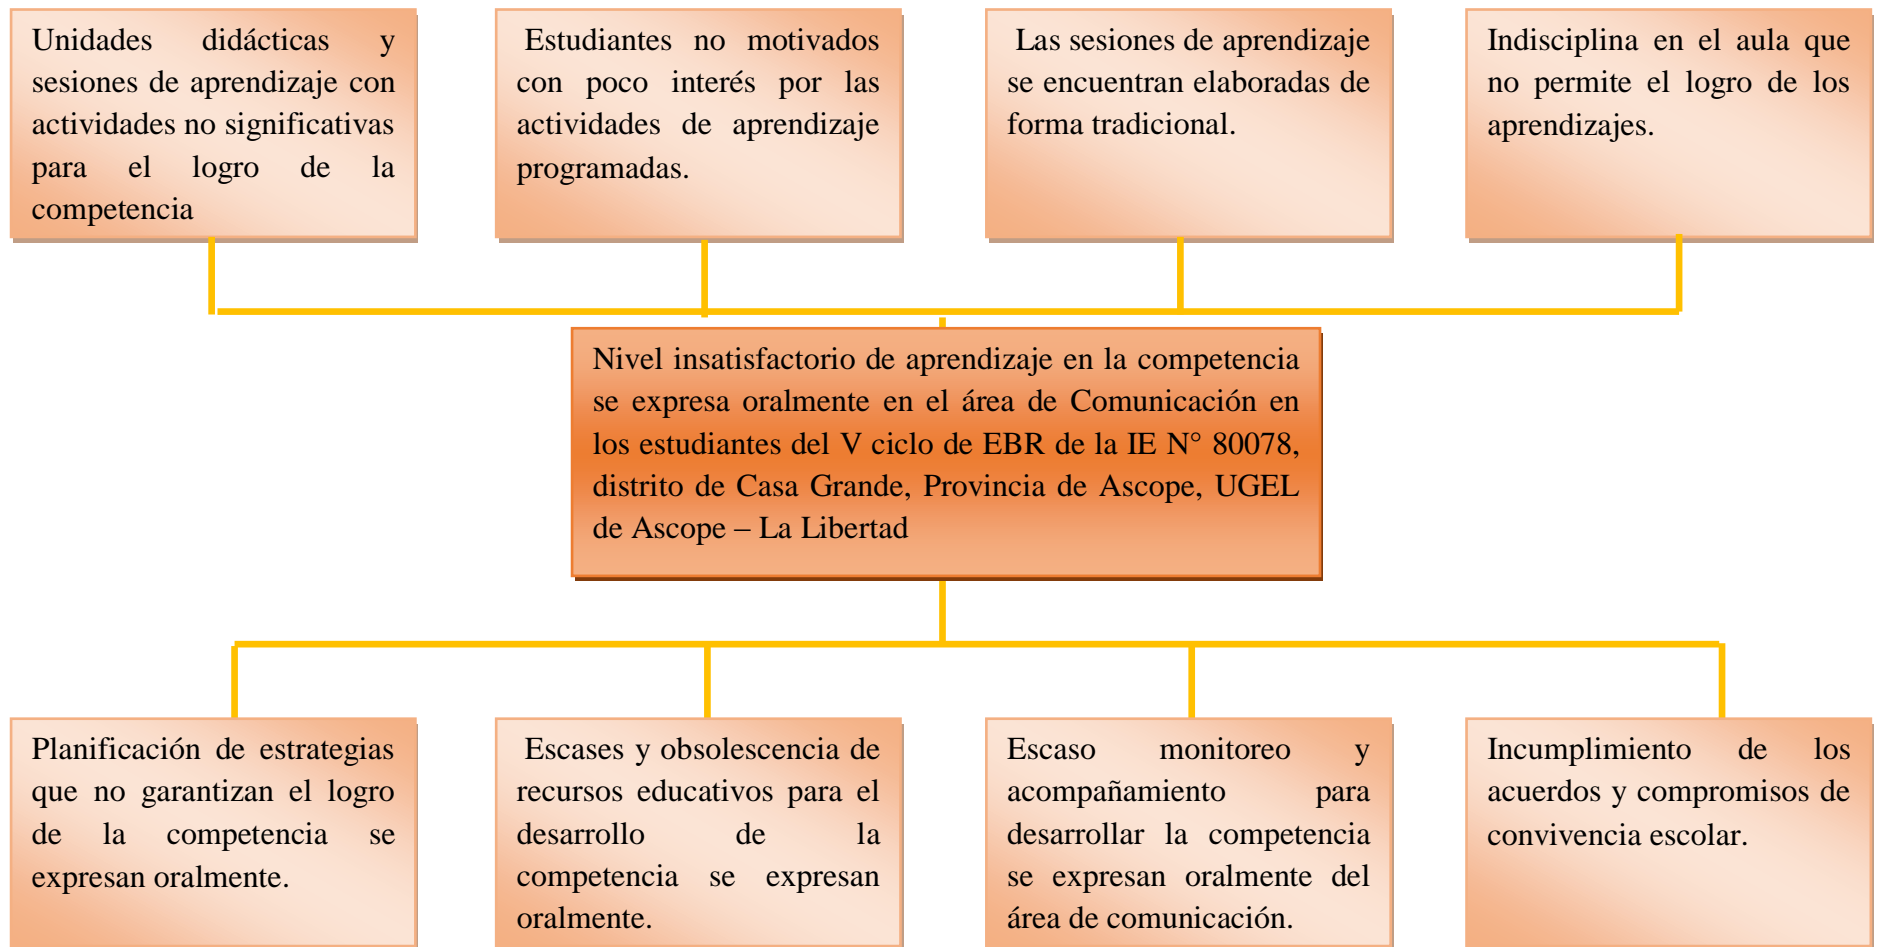 Unidades didácticas y
sesiones de aprendizaje con
actividades no significativas
para el logro de la
competencia
Estudiantes no motivados
con poco interés por las
actividades de aprendizaje
programadas.
Las sesiones de aprendizaje
se encuentran elaboradas de
forma tradicional.
Indisciplina en el aula que
no permite el logro de los
aprendizajes.
Nivel insatisfactorio de aprendizaje en la competencia
se expresa oralmente en el área de Comunicación en
los estudiantes del V ciclo de EBR de la IE N° 80078,
distrito de Casa Grande, Provincia de Ascope, UGEL
de Ascope – La Libertad
Planificación de estrategias
que no garantizan el logro
de la competencia se
expresan oralmente.
Escases y obsolescencia de
recursos educativos para el
desarrollo de la
competencia se expresan
oralmente.
Escaso monitoreo y
acompañamiento para
desarrollar la competencia
se expresan oralmente del
área de comunicación.
Incumplimiento de los
acuerdos y compromisos de
convivencia escolar.